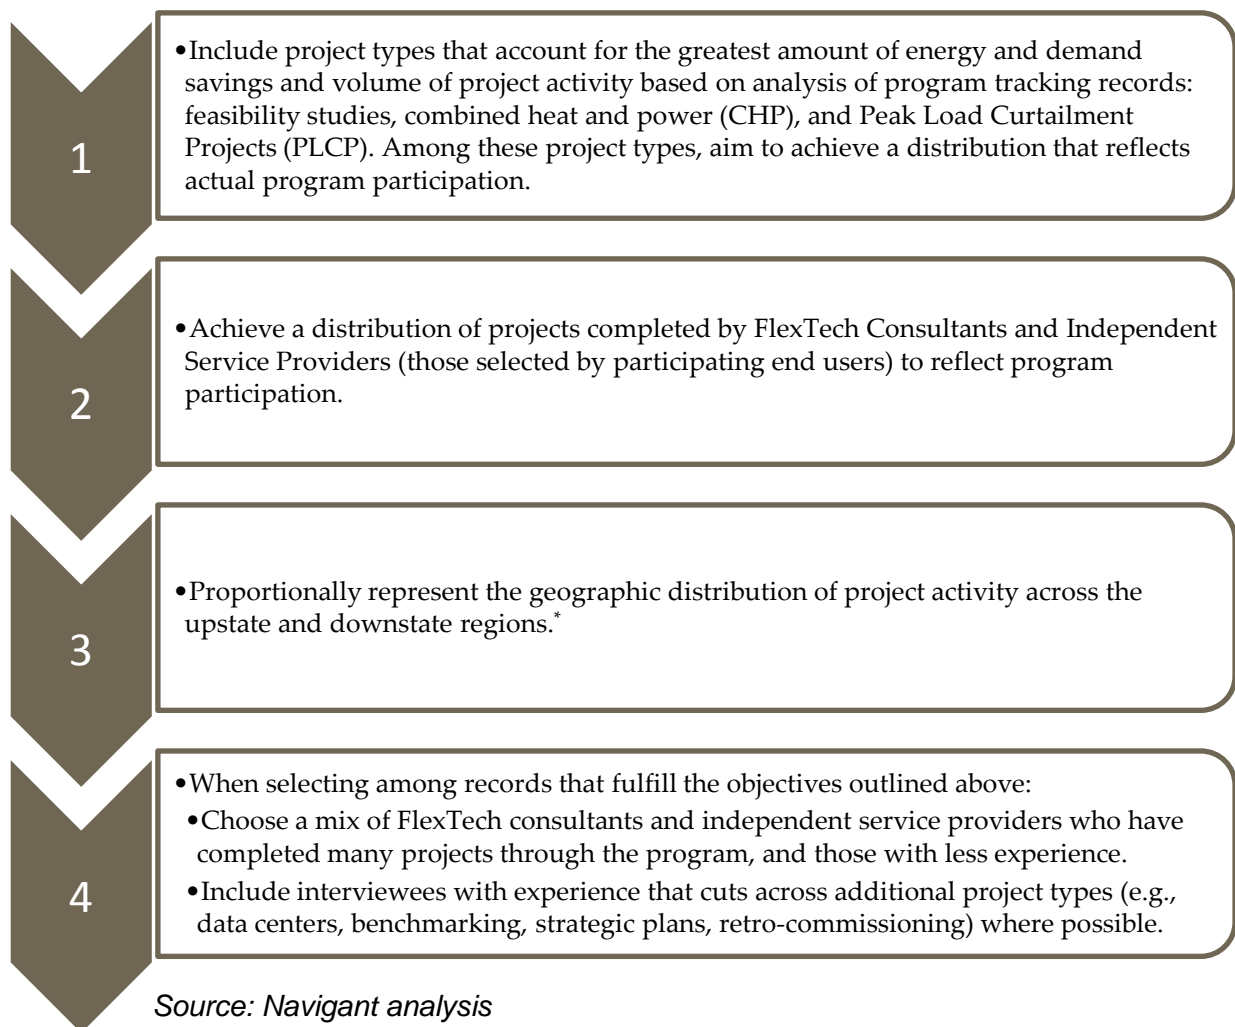 1
•Include project types that account for the greatest amount of energy and demand
savings and volume of project activity based on analysis of program tracking records:
feasibility studies, combined heat and power (CHP), and Peak Load Curtailment
Projects (PLCP). Among these project types, aim to achieve a distribution that reflects
actual program participation.
2
•Achieve a distribution of projects completed by FlexTech Consultants and Independent
Service Providers (those selected by participating end users) to reflect program
participation.
3
•Proportionally represent the geographic distribution of project activity across the
upstate and downstate regions.*
4
•When selecting among records that fulfill the objectives outlined above:
•Choose a mix of FlexTech consultants and independent service providers who have
completed many projects through the program, and those with less experience.
•Include interviewees with experience that cuts across additional project types (e.g.,
data centers, benchmarking, strategic plans, retro-commissioning) where possible.
Source: Navigant analysis